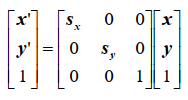 x' = s_x 0 0 x
y' = 0 s_y 0 y
1 = 0 0 1 1